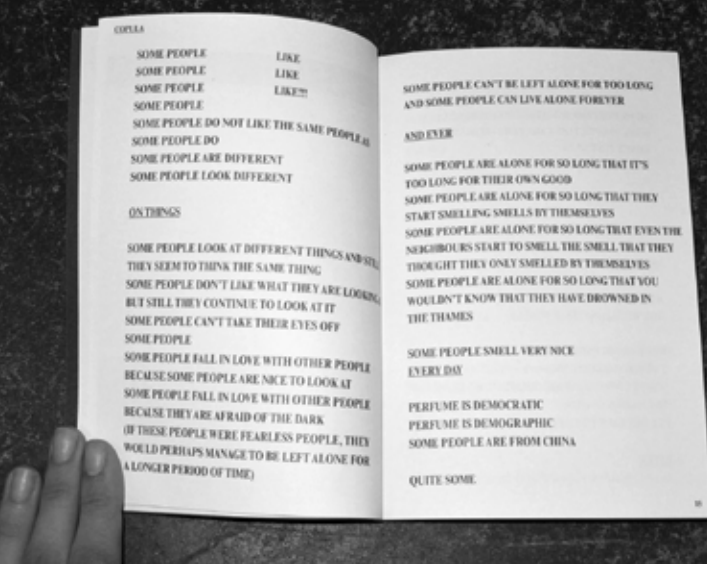 COPULA
SOME PEOPLE LIKE
SOME PEOPLE LIKE
SOME PEOPLE LIKE
SOME PEOPLE
SOME PEOPLE DO NOT LIKE THE SAME PEOPLE AS
SOME PEOPLE DO
SOME PEOPLE ARE DIFFERENT
SOME PEOPLE LOOK DIFFERENT
ON THINGS
SOME PEOPLE LOOK AT DIFFERENT THINGS AND STILL
THEY SEEM TO THINK THE SAME THING
SOME PEOPLE DON'T LIKE WHAT THEY ARE LOOKING
BUT STILL THEY CONTINUE TO LOOK AT IT
SOME PEOPLE CAN'T TAKE THEIR EYES OFF
SOME PEOPLE
SOME PEOPLE FALL IN LOVE WITH OTHER PEOPLE
BECAUSE SOME PEOPLE ARE NICE TO LOOK AT
SOME PEOPLE FALL IN LOVE WITH OTHER PEOPLE
BECAUSE THEY ARE AFRAID OF THE DARK
(IF THESE PEOPLE WERE FEARLESS PEOPLE, THEY
WOULD PERHAPS MANAGE TO BE LEFT ALONE FOR
A LONGER PERIOD OF TIME)
SOME PEOPLE CAN'T BE LEFT ALONE FOR TOO LONG
AND SOME PEOPLE CAN LIVE ALONE FOREVER
AND EVER
SOME PEOPLE ARE ALONE FOR SO LONG THAT IT'S
TOO LONG FOR THEIR OWN GOOD
SOME PEOPLE ARE ALONE FOR SO LONG THAT THEY
START SMELLING SMELLS BY THEMSELVES
SOME PEOPLE ARE ALONE FOR SO LONG THAT EVEN THE
NEIGHBOURS START TO SMELL THE SMELL THAT THEY
THOUGHT THEY ONLY SMELLED BY THEMSELVES
SOME PEOPLE ARE ALONE FOR SO LONG THAT YOU
WOULDN'T KNOW THAT THEY HAVE DROWNED IN
THE THAMES
SOME PEOPLE SMELL VERY NICE
EVERY DAY
PERFUME IS DEMOCRATIC
PERFUME IS DEMOGRAPHIC
SOME PEOPLE ARE FROM CHINA
QUITE SOME